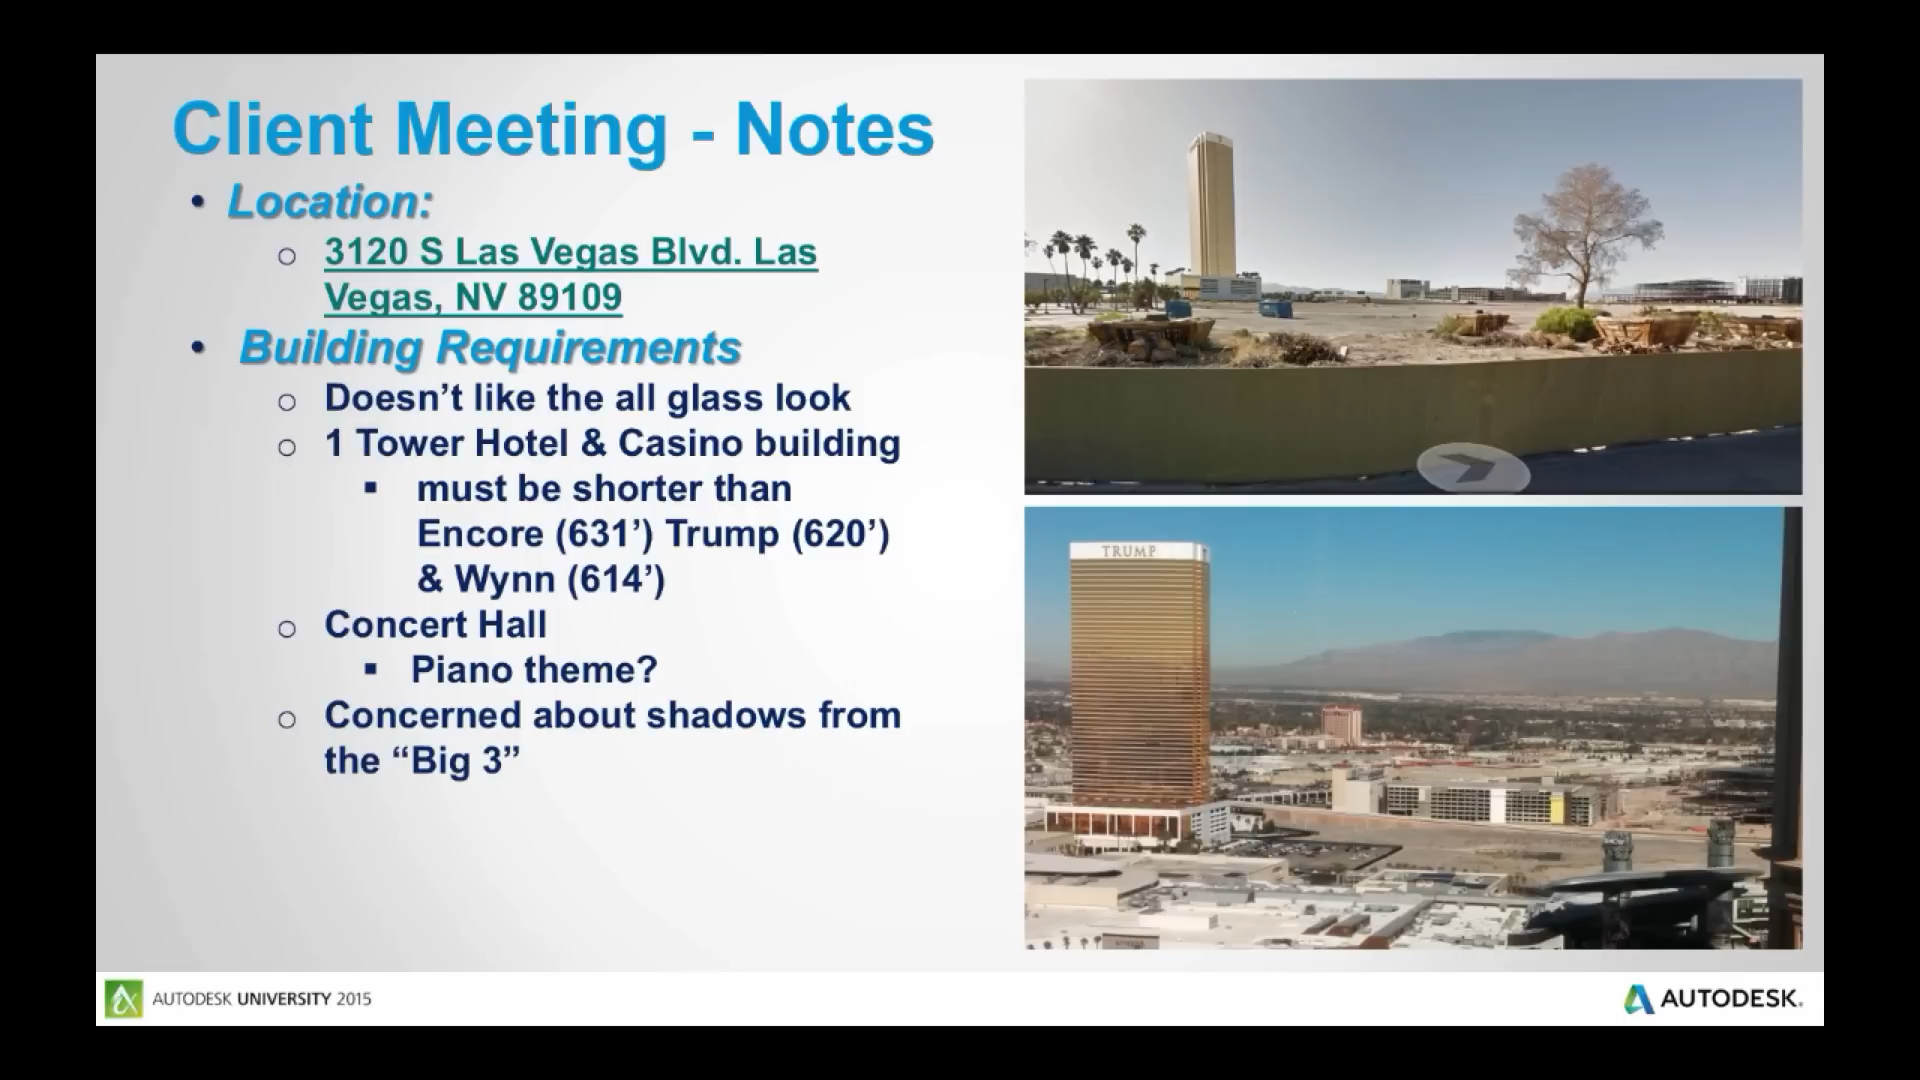 Client Meeting - Notes
• Location:
o 3120 S Las Vegas Blvd. Las
Vegas, NV 89109
• Building Requirements
o Doesn’t like the all glass look
o 1 Tower Hotel & Casino building
▪ must be shorter than
Encore (631’) Trump (620’)
& Wynn (614’)
o Concert Hall
▪ Piano theme?
o Concerned about shadows from
the “Big 3”
TRUMP
AUTODESK UNIVERSITY 2015
AUTODESK.